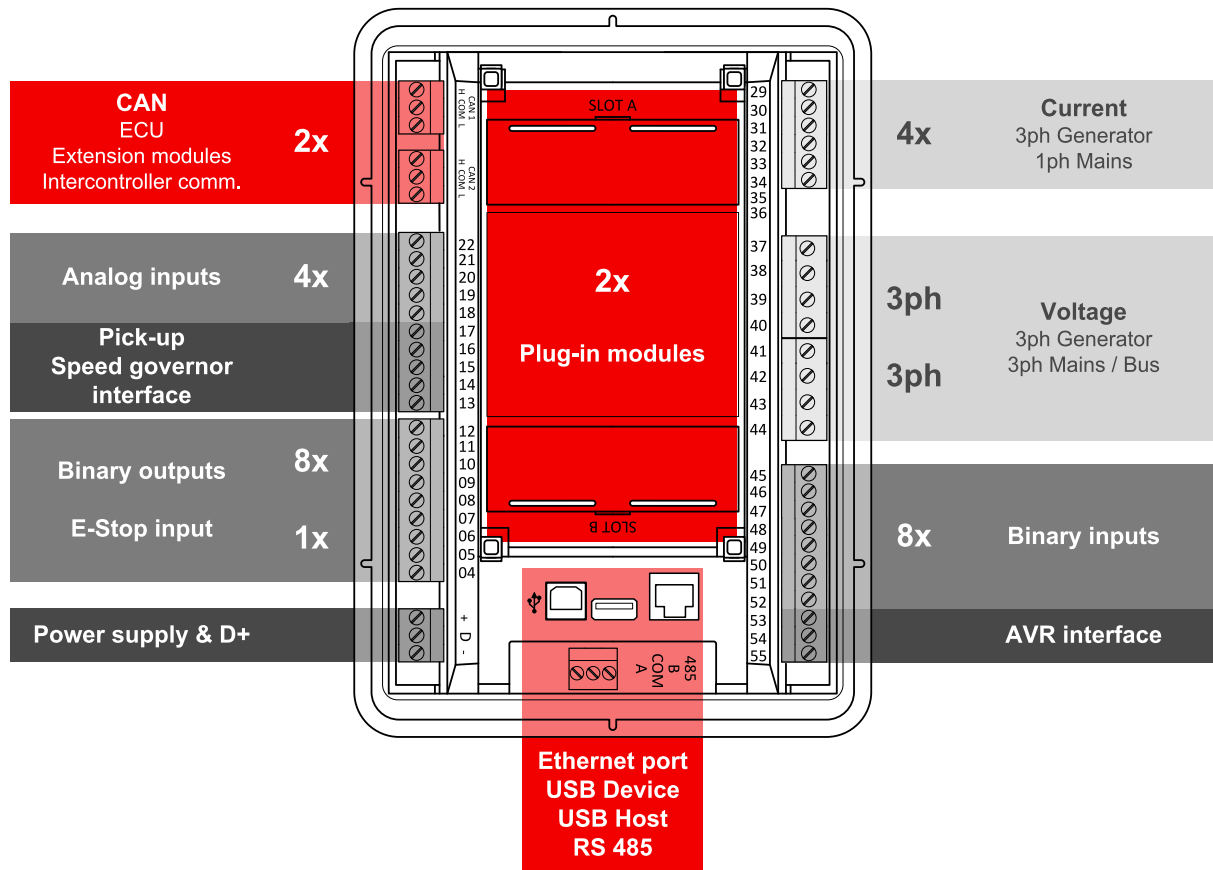 CAN
ECU
Extension modules
Intercontroller comm.
2x
Analog inputs
4x
Pick-up
Speed governor
interface
Binary outputs
8x
E-Stop input
1x
Power supply & D+
CAN 1
H COM L
CAN 2
H COM L
22
21
20
19
18
17
16
15
14
13
12
11
10
09
08
07
06
05
04
+
D
-
SLOT A
2x
Plug-in modules
SLOT B
485
B
COM
A
Ethernet port
USB Device
USB Host
RS 485
29
30
31
32
33
34
35
36
37
38
39
40
41
42
43
44
45
46
47
48
49
50
51
52
53
54
55
4x
Current
3ph Generator
1ph Mains
3ph
3ph
Voltage
3ph Generator
3ph Mains / Bus
8x
Binary inputs
AVR interface